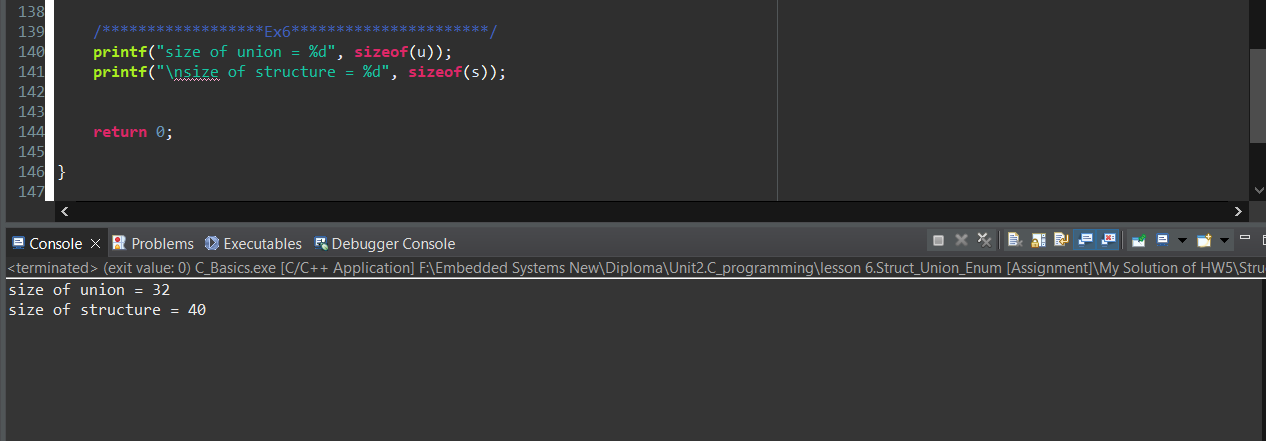 138
139 /******************Ex6**********************/
140 printf("size of union = %d", sizeof(u));
141 printf("\nsize of structure = %d", sizeof(s));
142
143
144 return 0;
145
146 }
147
Console Problems Executables Debugger Console
<terminated> (exit value: 0) C_Basics.exe [C/C++ Application] F:\Embedded Systems New\Diploma\Unit2.C_programming\lesson 6.Struct_Union_Enum [Assignment]\My Solution of HW5\Stru
size of union = 32
size of structure = 40